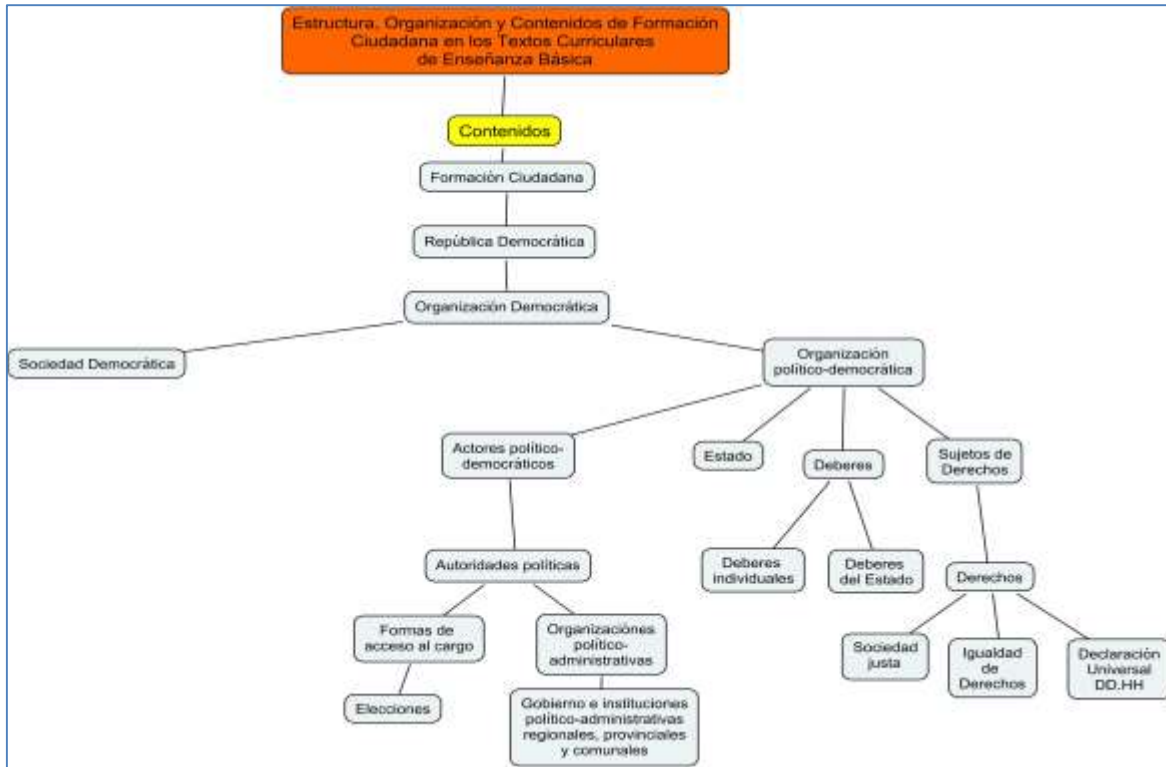 Estructura, Organización y Contenidos de Formación
Ciudadana en los Textos Curriculares
de Enseñanza Básica
Contenidos
Formación Ciudadana
República Democrática
Organización Democrática
Sociedad Democrática
Organización
político-democrática
Actores político-
democráticos
Estado
Deberes
Sujetos de
Derechos
Autoridades políticas
Deberes
individuales
Deberes
del Estado
Derechos
Formas de
acceso al cargo
Organizaciónes
político-
administrativas
Sociedad
justa
Igualdad
de
Derechos
Declaración
Universal
DD.HH
Elecciones
Gobierno e instituciones
político-administrativas
regionales, provinciales
y comunales